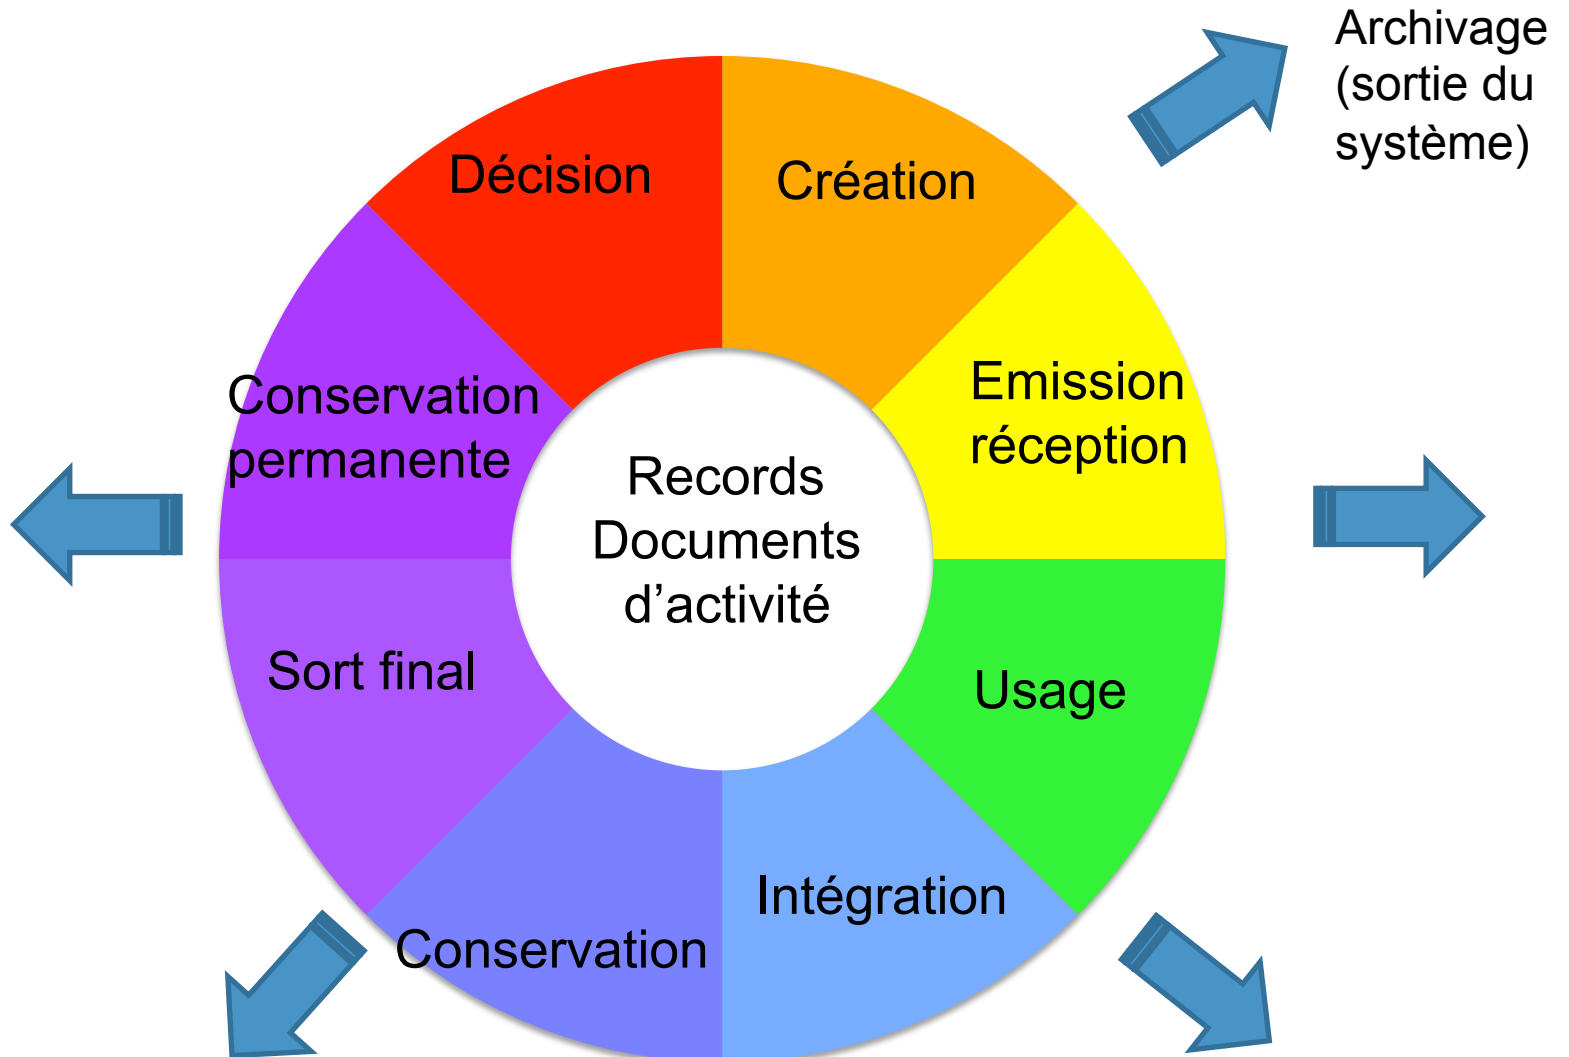 Archivage
(sortie du
système)
Décision
Création
Emission
réception
Conservation
permanente
Records
Documents
d’activité
Sort final
Usage
Intégration
Conservation